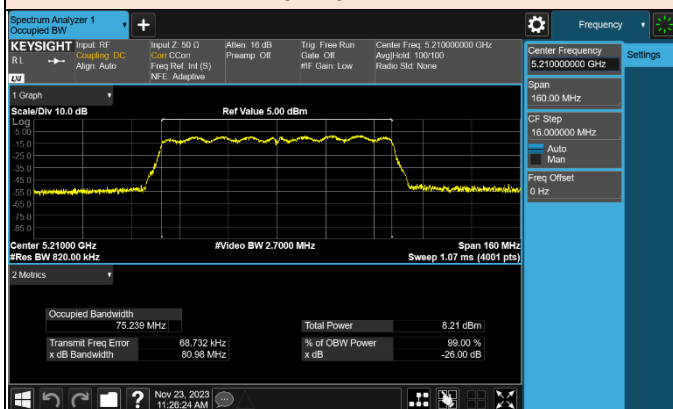 Spectrum Analyzer 1
Occupied BW
+
Frequency
KEYSIGHT
R L
LXI
Input: RF
Coupling: DC
Align: Auto
Input Z: 50 Ω
Corr CCorr
Freq Ref: Int (S)
NFE: Adaptive
Atten: 16 dB
Preamp: Off
Trig: Free Run
Gate: Off
#IF Gain: Low
Center Freq: 5.210000000 GHz
Avg|Hold: 100/100
Radio Std: None
Center Frequency
5.210000000 GHz
Settings
Span
160.00 MHz
CF Step
16.000000 MHz
Auto
Man
Freq Offset
0 Hz
1 Graph
Scale/Div 10.0 dB
Ref Value 5.00 dBm
Log
-5.00
-15.0
-25.0
-35.0
-45.0
-55.0
-65.0
-75.0
-85.0
Center 5.21000 GHz
#Video BW 2.7000 MHz
Span 160 MHz
#Res BW 820.00 kHz
Sweep 1.07 ms (4001 pts)
2 Metrics
Occupied Bandwidth
75.239 MHz
Total Power
8.21 dBm
Transmit Freq Error
68.732 kHz
% of OBW Power
99.00 %
x dB Bandwidth
80.98 MHz
x dB
-26.00 dB
?
Nov 23, 2023
11:26:24 AM